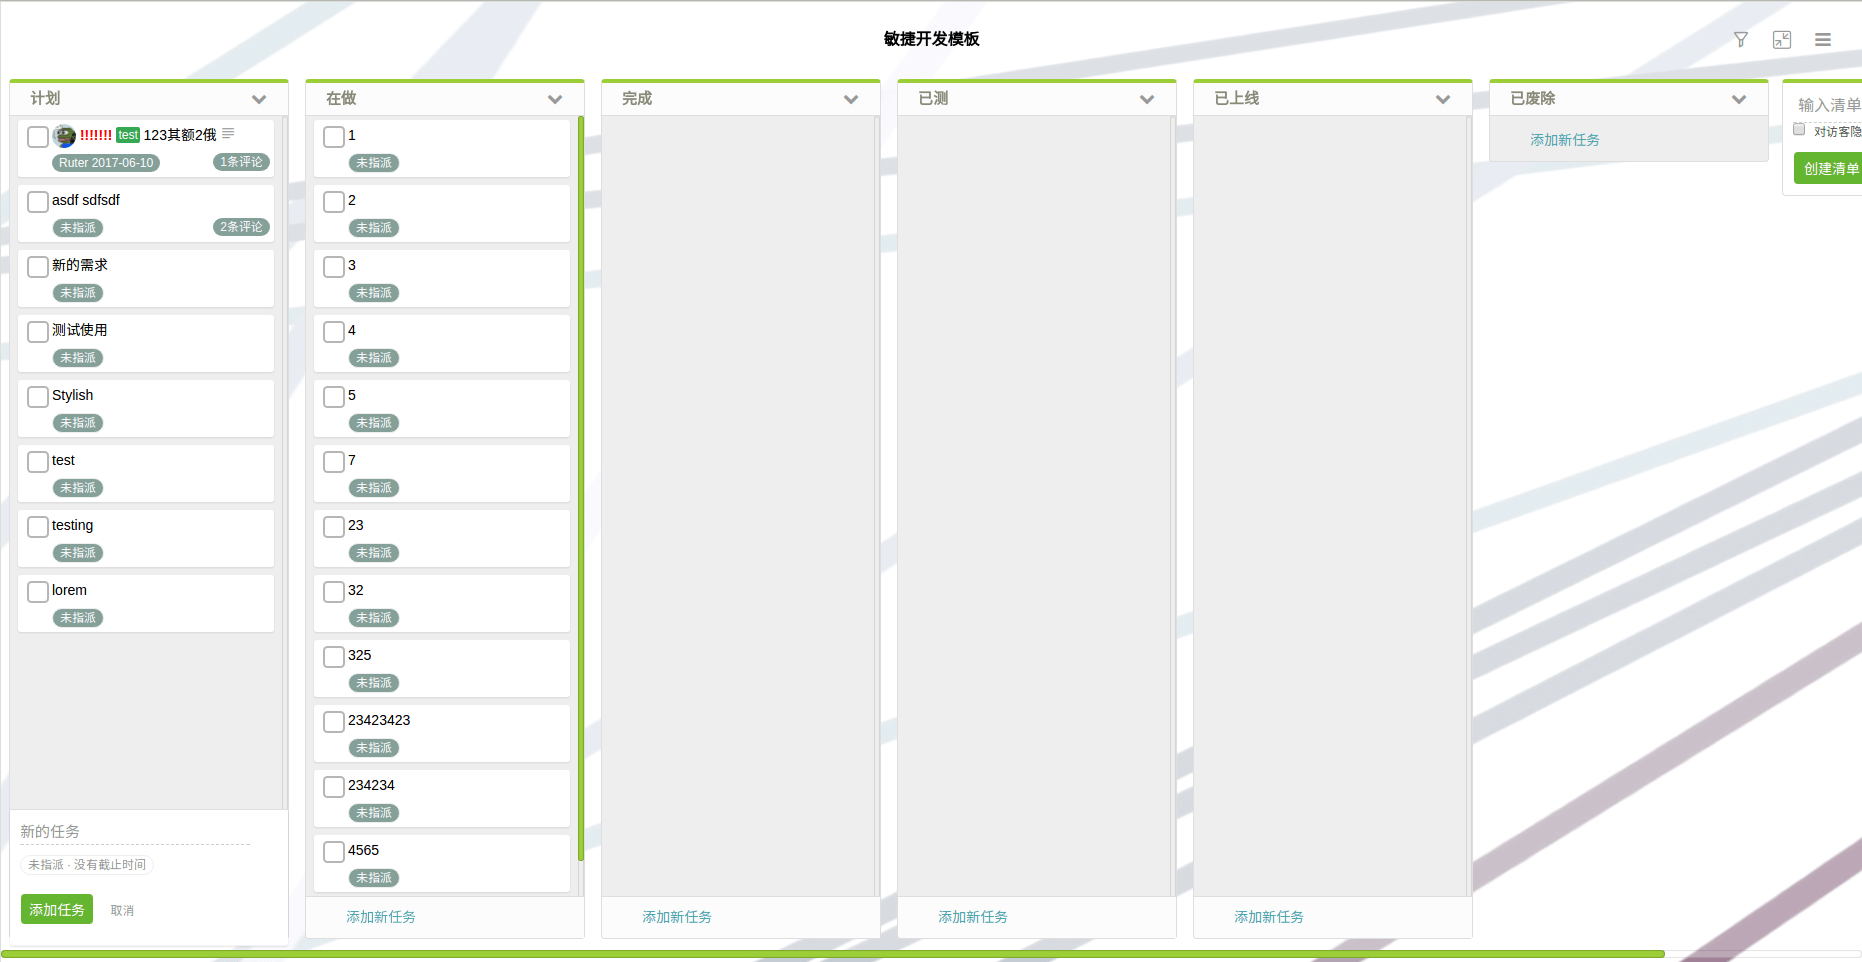 敏捷开发模板
计划
!!!!!!! test 123其额2俄
Ruter 2017-06-10
1条评论
asdf sdfsdf
未指派
2条评论
新的需求
未指派
测试使用
未指派
Stylish
未指派
test
未指派
testing
未指派
lorem
未指派
新的任务
未指派 · 没有截止时间
添加任务
取消
在做
1
未指派
2
未指派
3
未指派
4
未指派
5
未指派
7
未指派
23
未指派
32
未指派
325
未指派
23423423
未指派
234234
未指派
4565
未指派
添加新任务
完成
添加新任务
已测
添加新任务
已上线
添加新任务
已废除
添加新任务
输入清单
对访客隐
创建清单